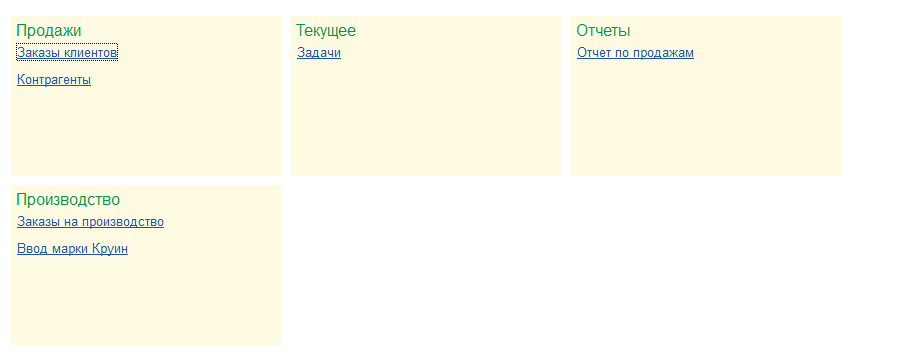 Продажи
Заказы клиентов
Контрагенты
Текущее
Задачи
Отчеты
Отчет по продажам
Производство
Заказы на производство
Ввод марки Круин